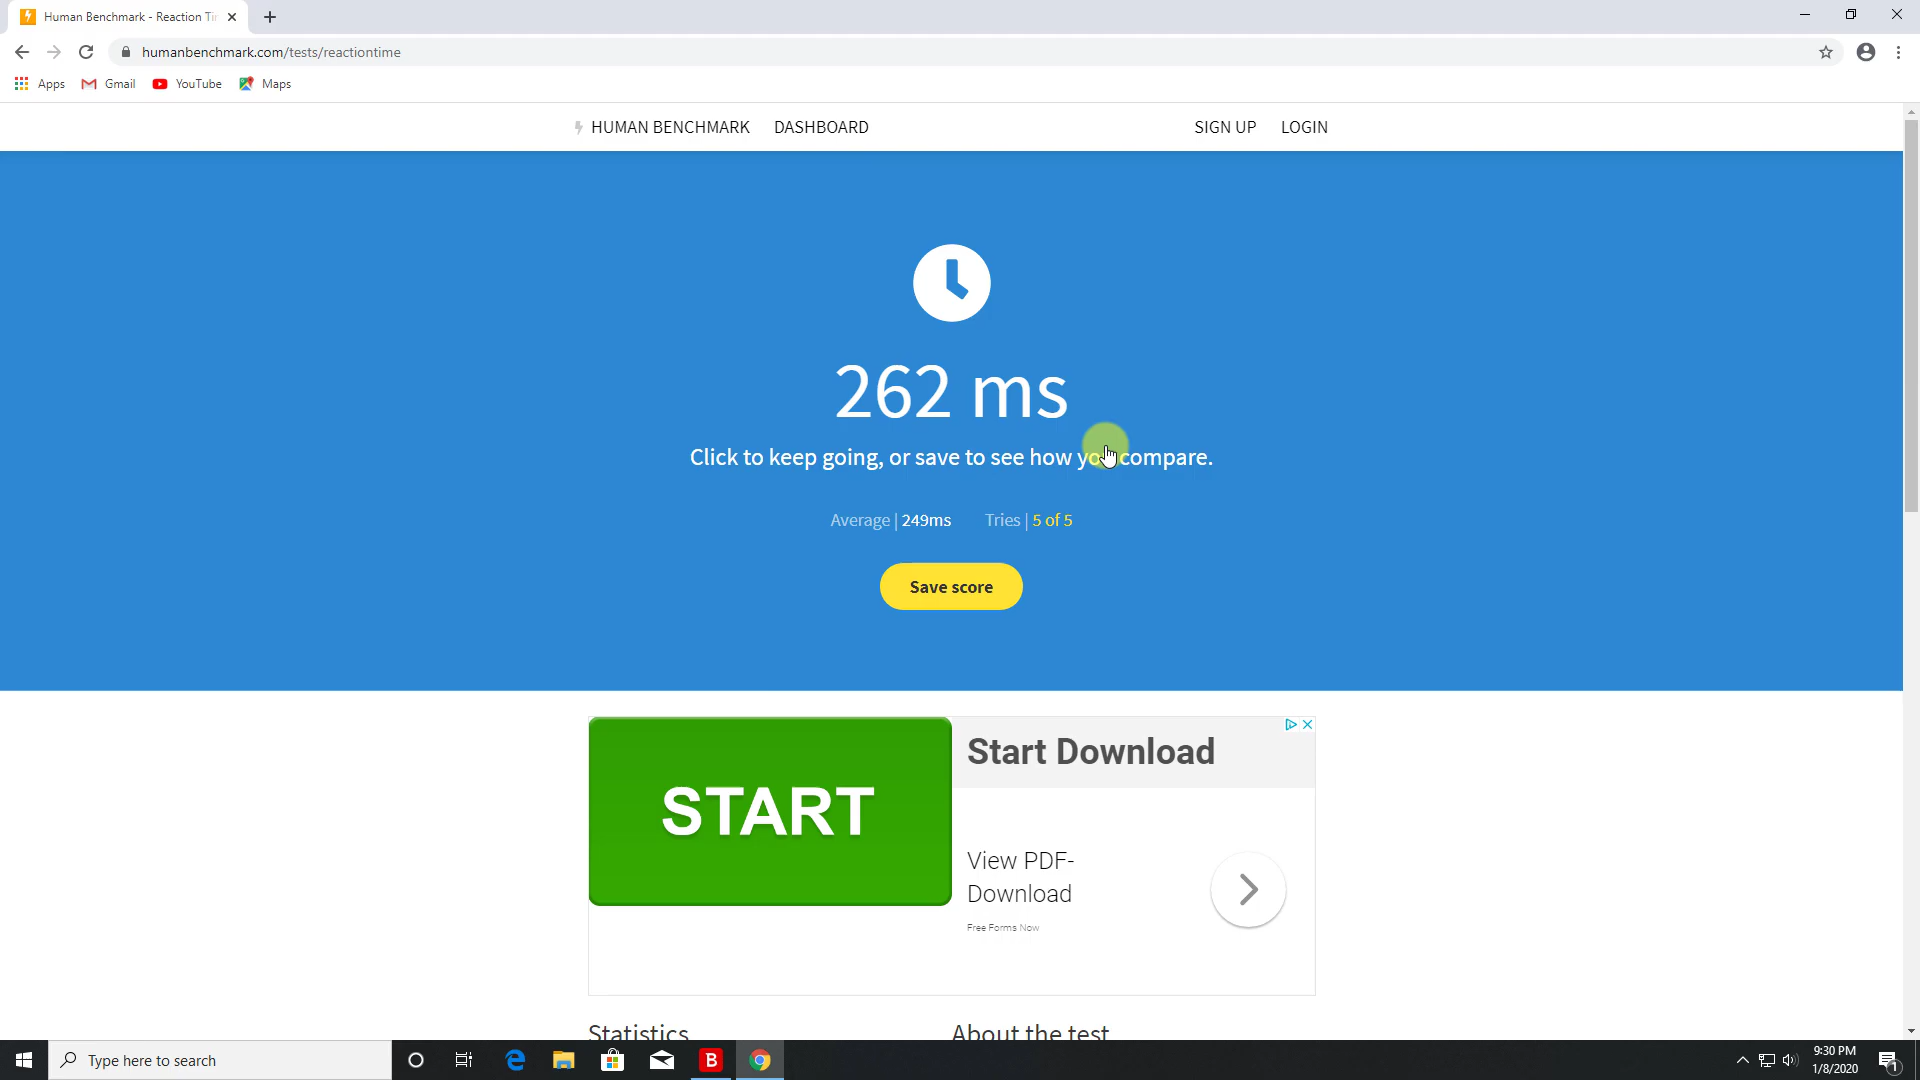 Human Benchmark - Reaction Ti
humanbenchmark.com/tests/reactiontime
Apps
Gmail
YouTube
Maps
HUMAN BENCHMARK
DASHBOARD
SIGN UP
LOGIN
262 ms
Click to keep going, or save to see how you compare.
Average | 249ms
Tries | 5 of 5
Save score
START
Start Download
View PDF-
Download
Free Forms Now
Statistics
About the test
Type here to search
B
9:30 PM
1/8/2020
1